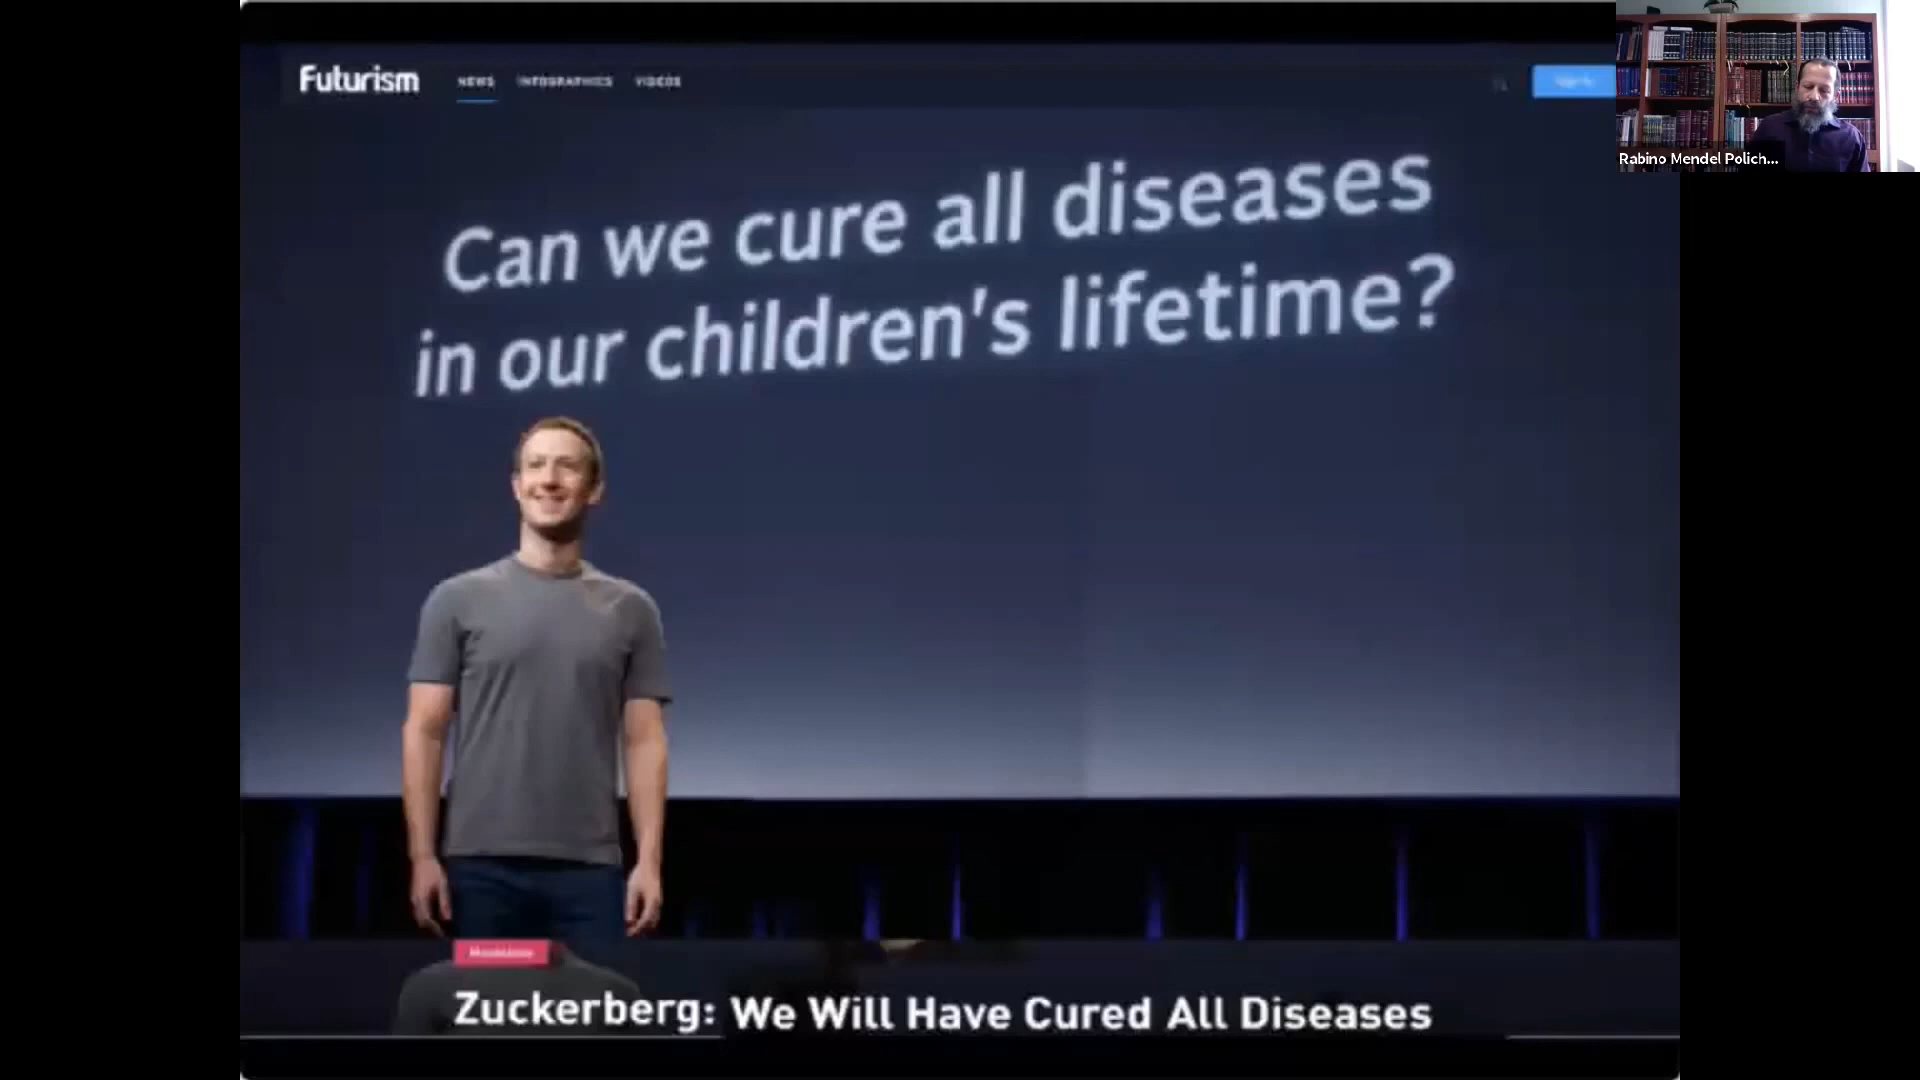 Futurism
NEWS INFOGRAPHICS VIDEOS
Rabino Mendel Polich...
Can we cure all diseases
in our children's lifetime?
Zuckerberg: We Will Have Cured All Diseases